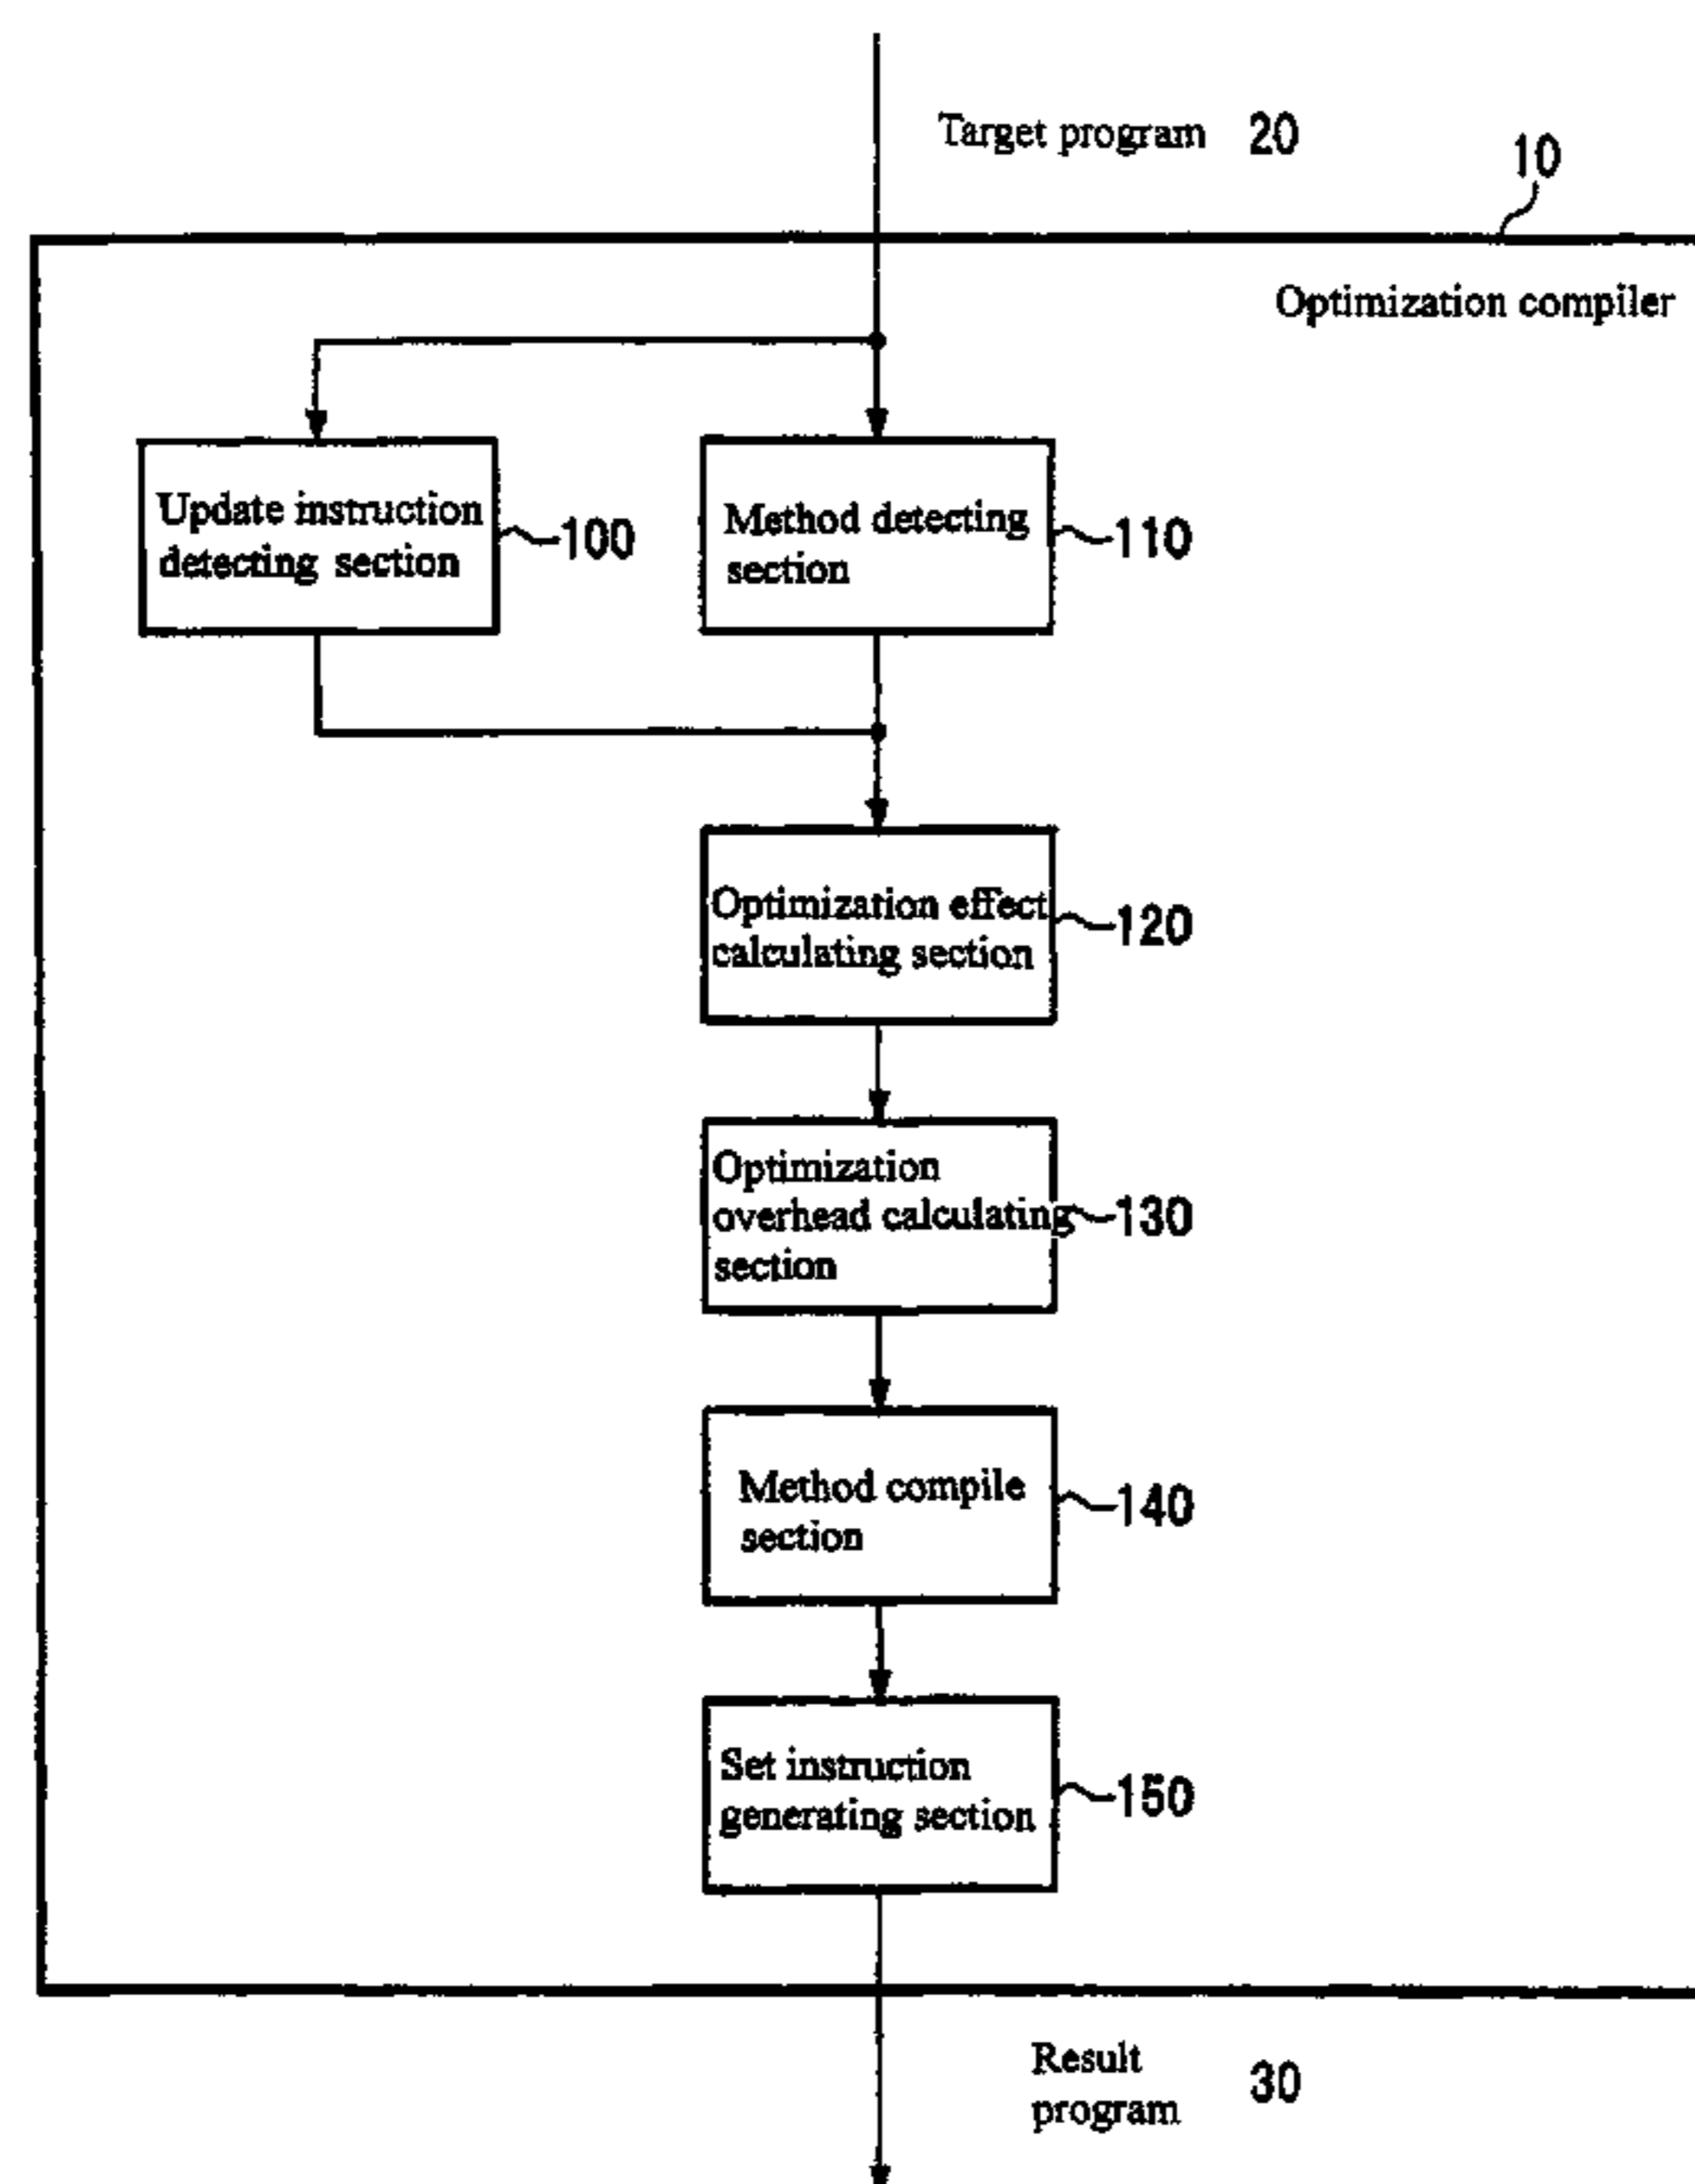 Target program 20
10
Optimization compiler
Update instruction
detecting section
100
Method detecting
section
110
Optimization effect
calculating section
120
Optimization
overhead calculating
section
130
Method compile
section
140
Set instruction
generating section
150
Result
program
30